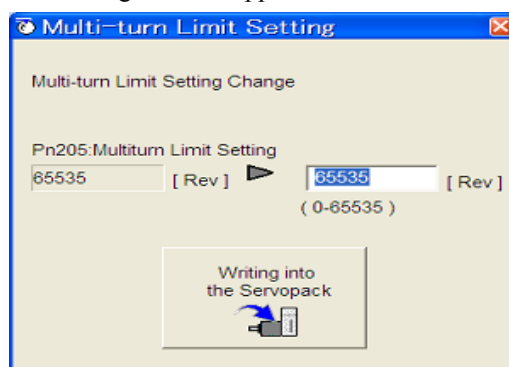 Multi-turn Limit Setting
Multi-turn Limit Setting Change
Pn205:Multiturn Limit Setting
65535 [ Rev ] 65535 [ Rev ]
( 0-65535 )
Writing into
the Servopack